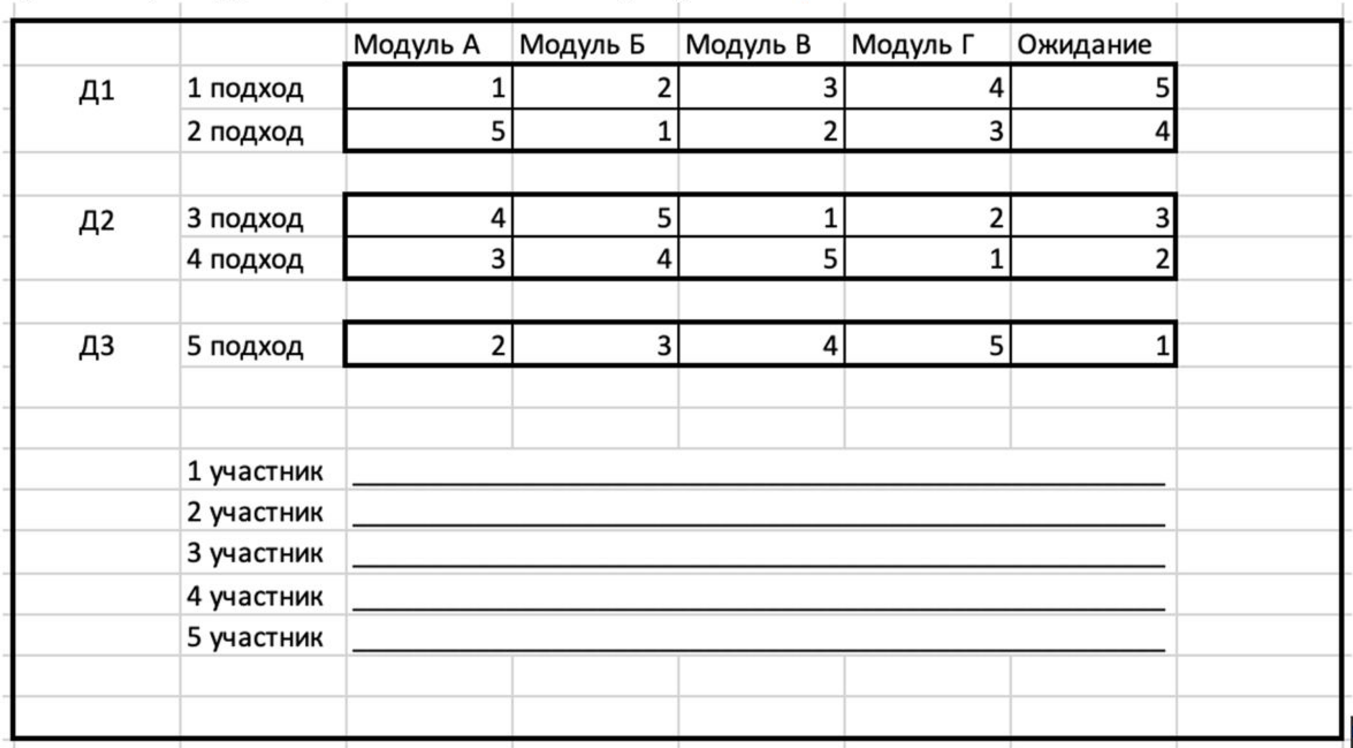 Модуль А Модуль Б Модуль В Модуль Г Ожидание
Д1 1 подход 1 2 3 4 5
2 подход 5 1 2 3 4
Д2 3 подход 4 5 1 2 3
4 подход 3 4 5 1 2
Д3 5 подход 2 3 4 5 1
1 участник
2 участник
3 участник
4 участник
5 участник